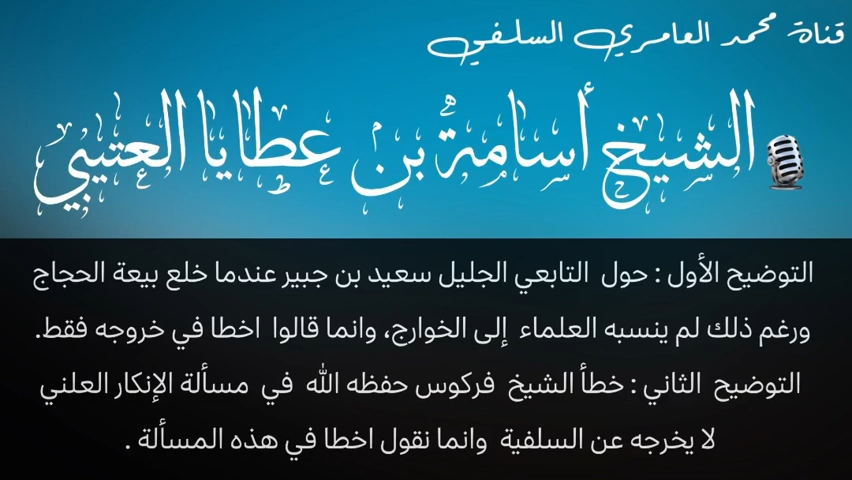 قناة محمد العامري السلفي
الشيخ أسامة بن عطايا العتيبي
التوضيح الأول : حول التابعي الجليل سعيد بن جبير عندما خلع بيعة الحجاج
ورغم ذلك لم ينسبه العلماء إلى الخوارج، وانما قالوا اخطا في خروجه فقط.
التوضيح الثاني : خطأ الشيخ فركوس حفظه الله في مسألة الإنكار العلني
لا يخرجه عن السلفية وانما نقول اخطا في هذه المسألة .